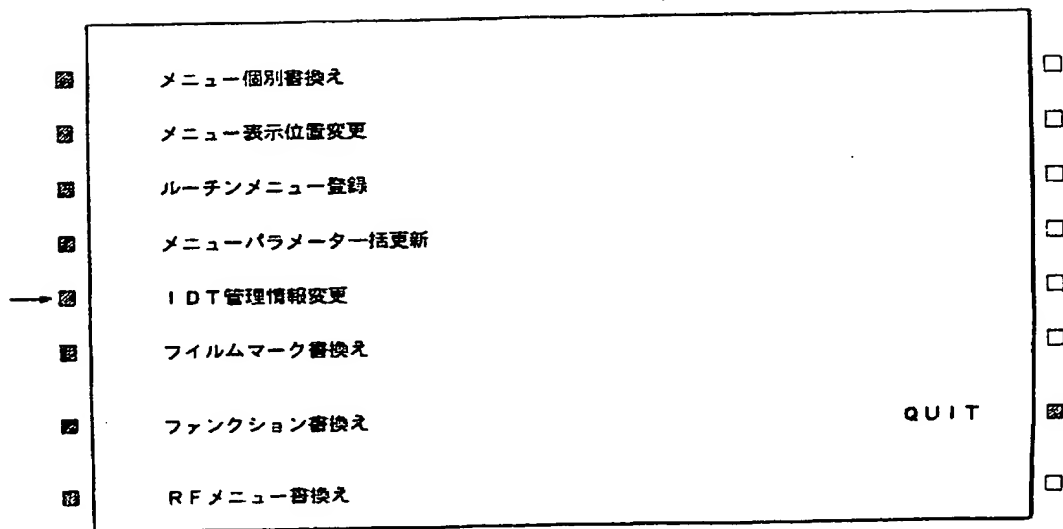 メニュー個別書換え
メニュー表示位置変更
ルーチンメニュー登録
メニューパラメータ一括更新
IDT管理情報変更
フイルムマーク書換え
ファンクション書換え
QUIT
RFメニュー書換え